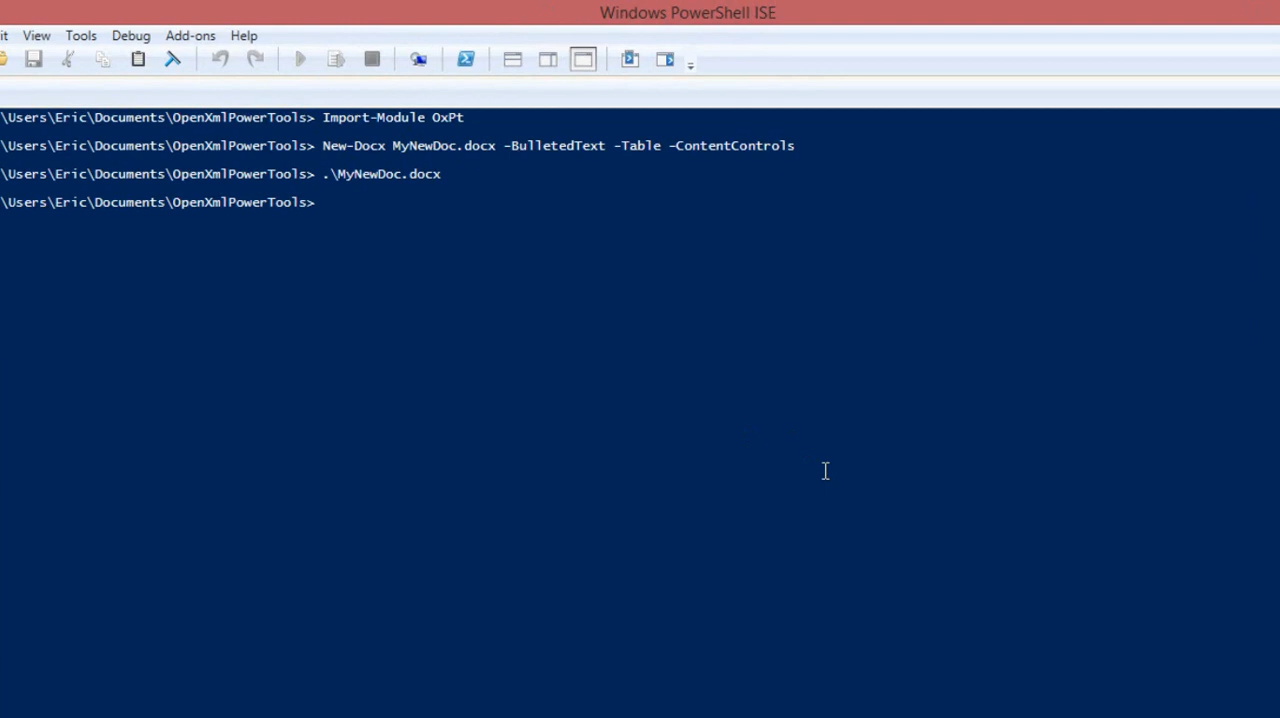 Windows PowerShell ISE
it View Tools Debug Add-ons Help
\Users\Eric\Documents\OpenXmlPowerTools> Import-Module OxPt
\Users\Eric\Documents\OpenXmlPowerTools> New-Docx MyNewDoc.docx -BulletedText -Table -ContentControls
\Users\Eric\Documents\OpenXmlPowerTools> .\MyNewDoc.docx
\Users\Eric\Documents\OpenXmlPowerTools>